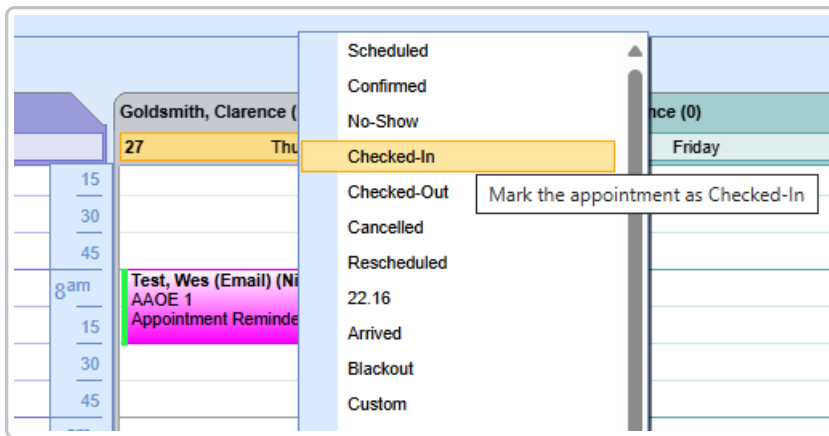 Scheduled
Confirmed
No-Show
Checked-In
Checked-Out
Cancelled
Rescheduled
22.16
Arrived
Blackout
Custom
Mark the appointment as Checked-In
Goldsmith, Clarence (
27 Thu
nce (0)
Friday
15
30
45
8am
15
30
45
Test, Wes (Email) (Ni
AAOE 1
Appointment Reminde